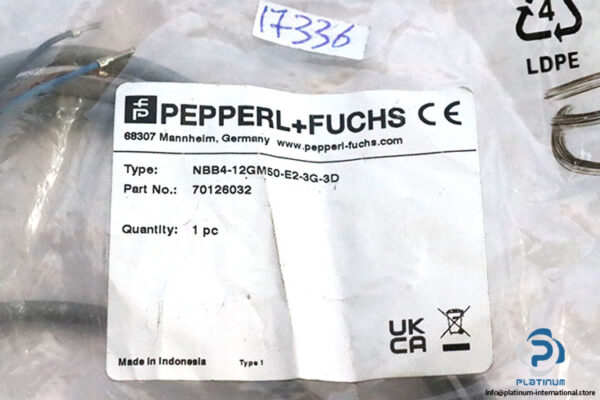 17336
4
LDPE
PEPPERL+FUCHS CE
68307 Mannheim, Germany www.pepperl-fuchs.com
Type: NBB4-12GM50-E2-3G-3D
Part No.: 70126032
Quantity: 1 pc
UK
CA
Made in Indonesia Type 1
PLATINUM
info@platinum-international.store